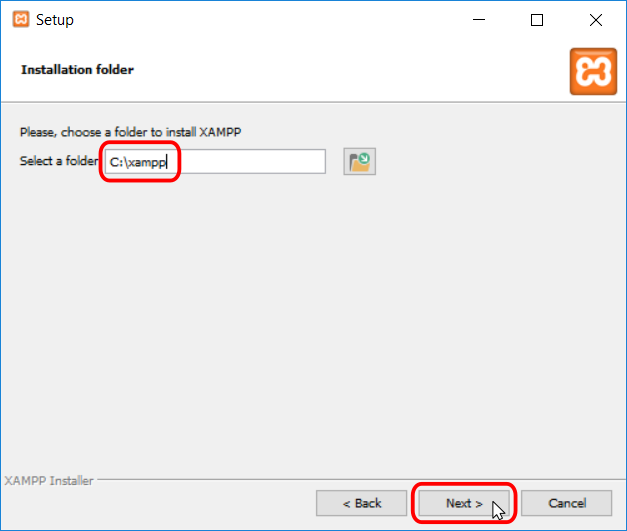 Setup
Installation folder
Please, choose a folder to install XAMPP
Select a folder C:\xampp
XAMPP Installer
< Back Next > Cancel